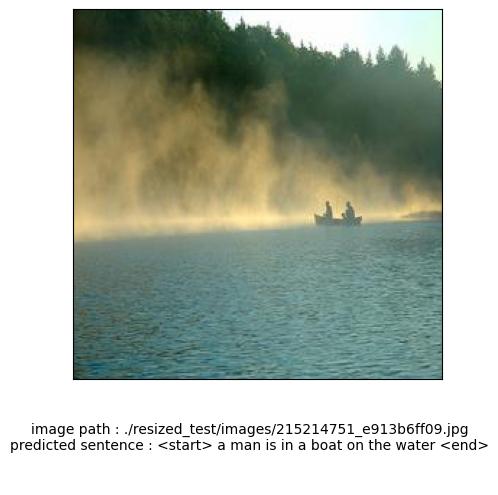 image path : ./resized_test/images/215214751_e913b6ff09.jpg
predicted sentence : <start> a man is in a boat on the water <end>